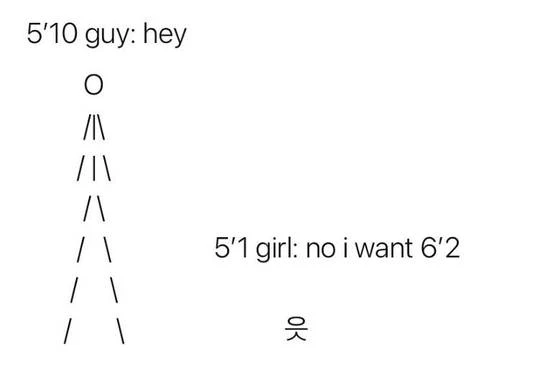 5'10 guy: hey
O
/|\
/ | \
/ \
/ \
/ \
/ \
5'1 girl: no i want 6'2
웃